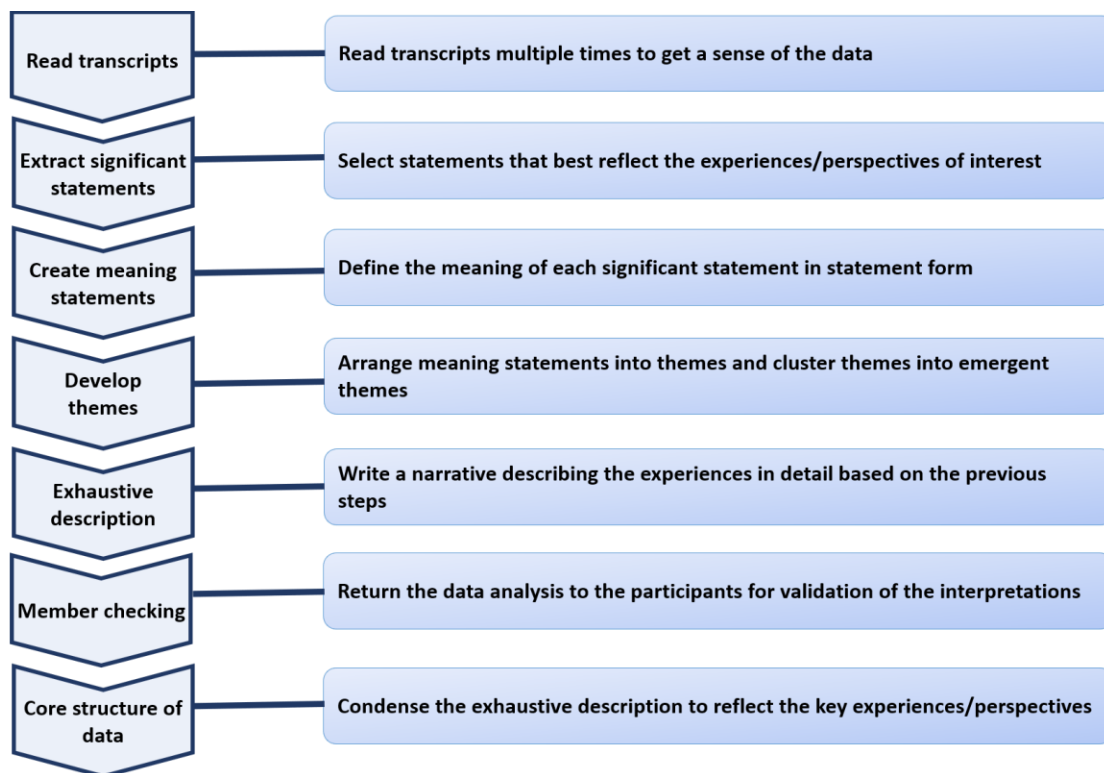 Read transcripts
Read transcripts multiple times to get a sense of the data
Extract significant
statements
Select statements that best reflect the experiences/perspectives of interest
Create meaning
statements
Define the meaning of each significant statement in statement form
Develop
themes
Arrange meaning statements into themes and cluster themes into emergent
themes
Exhaustive
description
Write a narrative describing the experiences in detail based on the previous
steps
Member checking
Return the data analysis to the participants for validation of the interpretations
Core structure of
data
Condense the exhaustive description to reflect the key experiences/perspectives